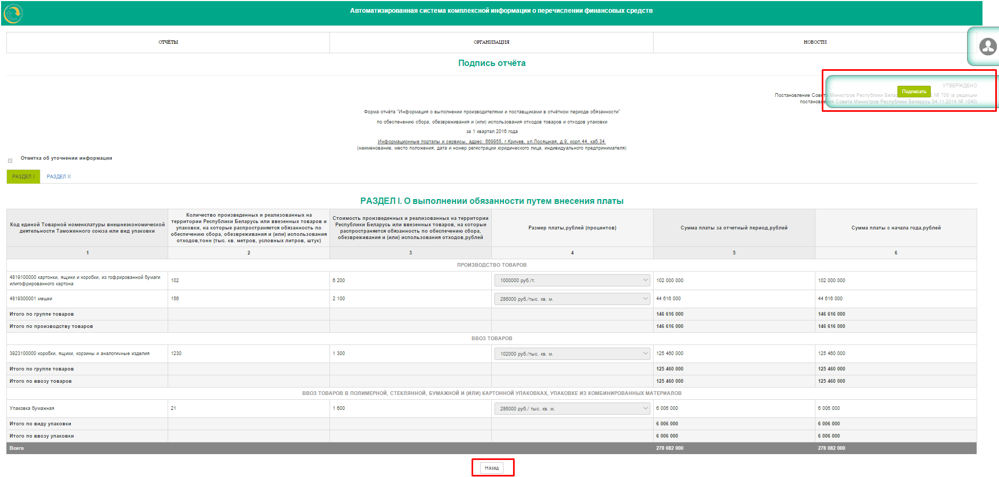 Автоматизированная система комплексной информации о перечислении финансовых средств
ОТЧЁТЫ
ОРГАНИЗАЦИЯ
НОВОСТИ
Подпись отчёта
УТВЕРЖДЕНО
Подписать
Постановление Совета Министров Республики № 708 (в редакции
постановления Совета Министров Республики Беларусь 04.11.2014 № 1040)
Форма отчёта "Информация о выполнении производителями и поставщиками в отчётном периоде обязанности"
по обеспечению сбора, обезвреживания и (или) использования отходов товаров и отходов упаковки
за 1 квартал 2016 года
Информационные порталы и сервисы, адрес: 669955, г.Кричев, ул.Лосяшная, д.9, корп.44, каб.34
(наименование, место положения, дата и номер регистрации юридического лица, индивидуального предпринимателя)
Отметка об уточнении информации
РАЗДЕЛ I
РАЗДЕЛ II
РАЗДЕЛ I. О выполнении обязанности путем внесения платы
Код единой Товарной номенклатуры внешнеэкономической
деятельности Таможенного союза или вид упаковки
Количество произведенных и реализованных на
территории Республики Беларусь или ввезенных товаров и
упаковки, на которые распространяется обязанность по
обеспечению сбора, обезвреживания и (или) использования
отходов,тонн (тыс. кв. метров, условных литров, штук)
Стоимость произведенных и реализованных на территории
Республики Беларусь или ввезенных товаров, на которые
распространяется обязанность по обеспечению сбора,
обезвреживания и (или) использования отходов,рублей
Размер платы,рублей (процентов)
Сумма платы за отчетный период,рублей
Сумма платы с начала года,рублей
1
2
3
4
5
6
ПРОИЗВОДСТВО ТОВАРОВ
4819100000 картонки, ящики и коробки, из гофрированной бумаги
илигофрированного картона
102
6 200
1000000 руб./т.
102 000 000
102 000 000
4819300001 мешки
156
2 100
286000 руб./тыс. кв. м.
44 616 000
44 616 000
Итого по группе товаров
146 616 000
146 616 000
Итого по производству товаров
146 616 000
146 616 000
ВВОЗ ТОВАРОВ
3923100000 коробки, ящики, корзины и аналогичные изделия
1230
1 300
102000 руб./тыс. кв. м.
125 460 000
125 460 000
Итого по группе товаров
125 460 000
125 460 000
Итого по ввозу товаров
125 460 000
125 460 000
ВВОЗ ТОВАРОВ В ПОЛИМЕРНОЙ, СТЕКЛЯННОЙ, БУМАЖНОЙ И (ИЛИ) КАРТОННОЙ УПАКОВКАХ, УПАКОВКЕ ИЗ КОМБИНИРОВАННЫХ МАТЕРИАЛОВ
Упаковка бумажная
21
1 600
286000 руб./ тыс. кв. м.
6 006 000
6 006 000
Итого по виду упаковки
6 006 000
6 006 000
Итого по ввозу упаковки
6 006 000
6 006 000
Всего
278 082 000
278 082 000
Назад